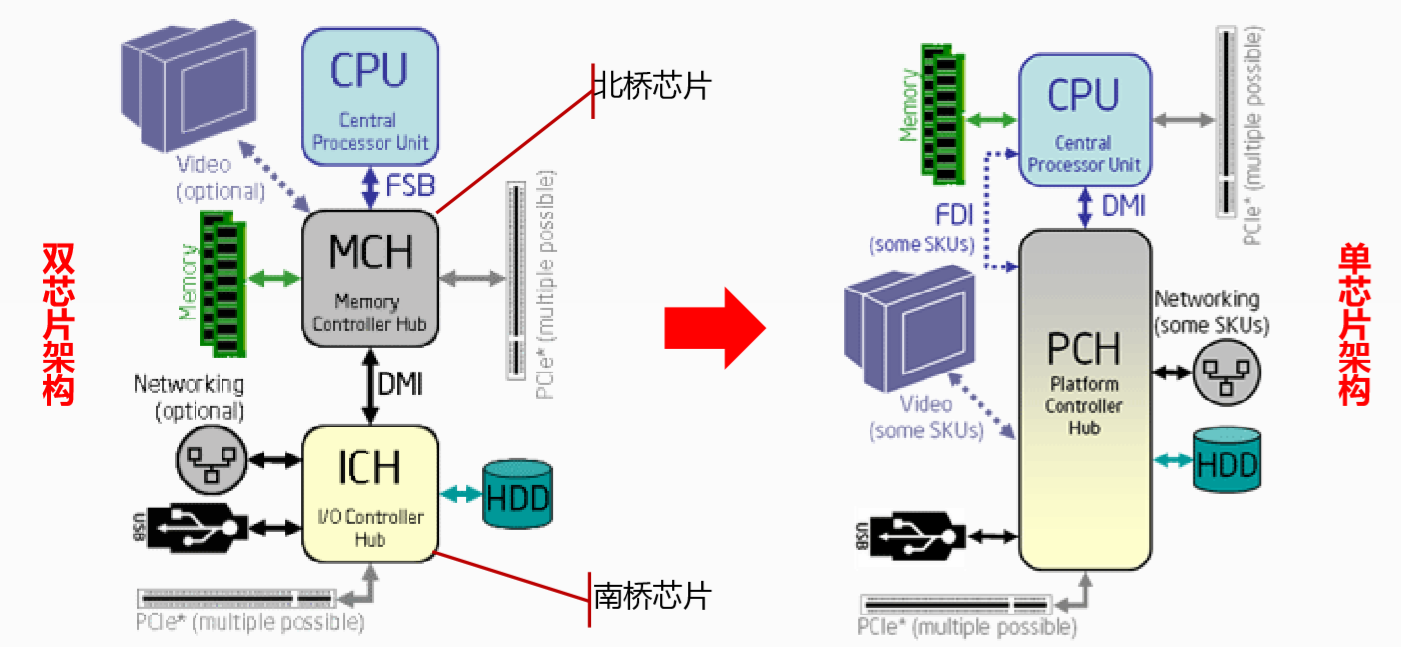 双芯片架构
CPU
Central
Processor Unit
Video
(optional)
FSB
北桥芯片
MCH
Memory
Controller Hub
Memory
PCIe* (multiple possible)
DMI
Networking
(optional)
ICH
I/O Controller
Hub
HDD
USB
PCIe* (multiple possible)
南桥芯片
Memory
CPU
Central
Processor Unit
PCIe* (multiple possible)
FDI
(some SKUs)
DMI
PCH
Platform
Controller
Hub
Video
(some SKUs)
Networking
(some SKUs)
HDD
USB
PCIe* (multiple possible)
单芯片架构